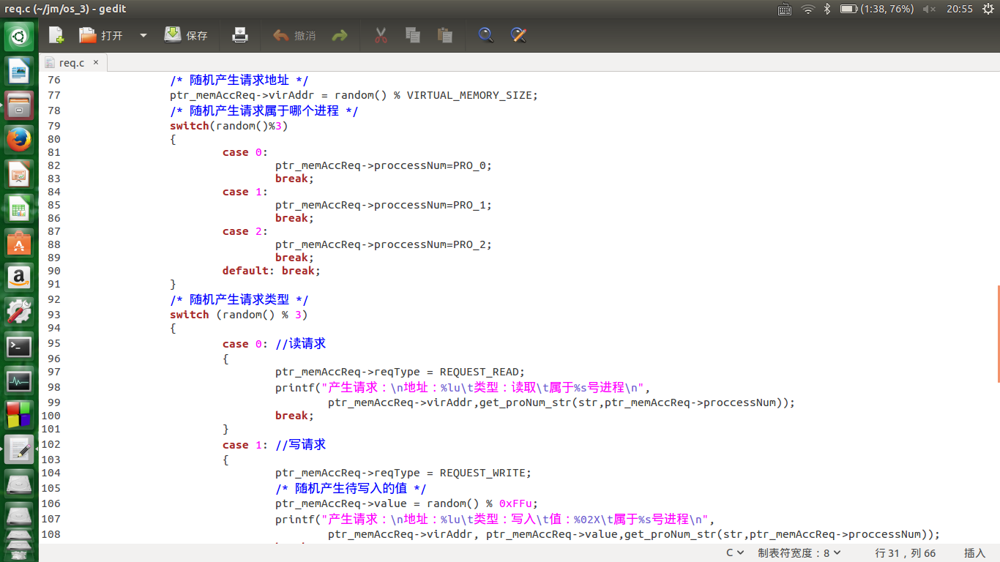 req.c (~/jm/os_3) - gedit
(1:38, 76%)
20:55
打开
保存
撤消
req.c ×
76 /* 随机产生请求地址 */
77 ptr_memAccReq->virAddr = random() % VIRTUAL_MEMORY_SIZE;
78 /* 随机产生请求属于哪个进程 */
79 switch(random()%3)
80 {
81 case 0:
82 ptr_memAccReq->proccessNum=PRO_0;
83 break;
84 case 1:
85 ptr_memAccReq->proccessNum=PRO_1;
86 break;
87 case 2:
88 ptr_memAccReq->proccessNum=PRO_2;
89 break;
90 default: break;
91 }
92 /* 随机产生请求类型 */
93 switch (random() % 3)
94 {
95 case 0: //读请求
96 {
97 ptr_memAccReq->reqType = REQUEST_READ;
98 printf("产生请求：\n地址：%lu\t类型：读取\t属于%s号进程\n",
99 ptr_memAccReq->virAddr,get_proNum_str(str,ptr_memAccReq->proccessNum));
100 break;
101 }
102 case 1: //写请求
103 {
104 ptr_memAccReq->reqType = REQUEST_WRITE;
105 /* 随机产生待写入的值 */
106 ptr_memAccReq->value = random() % 0xFFu;
107 printf("产生请求：\n地址：%lu\t类型：写入\t值：%02X\t属于%s号进程\n",
108 ptr_memAccReq->virAddr, ptr_memAccReq->value,get_proNum_str(str,ptr_memAccReq->proccessNum));
C 制表符宽度：8 行 31，列 66 插入